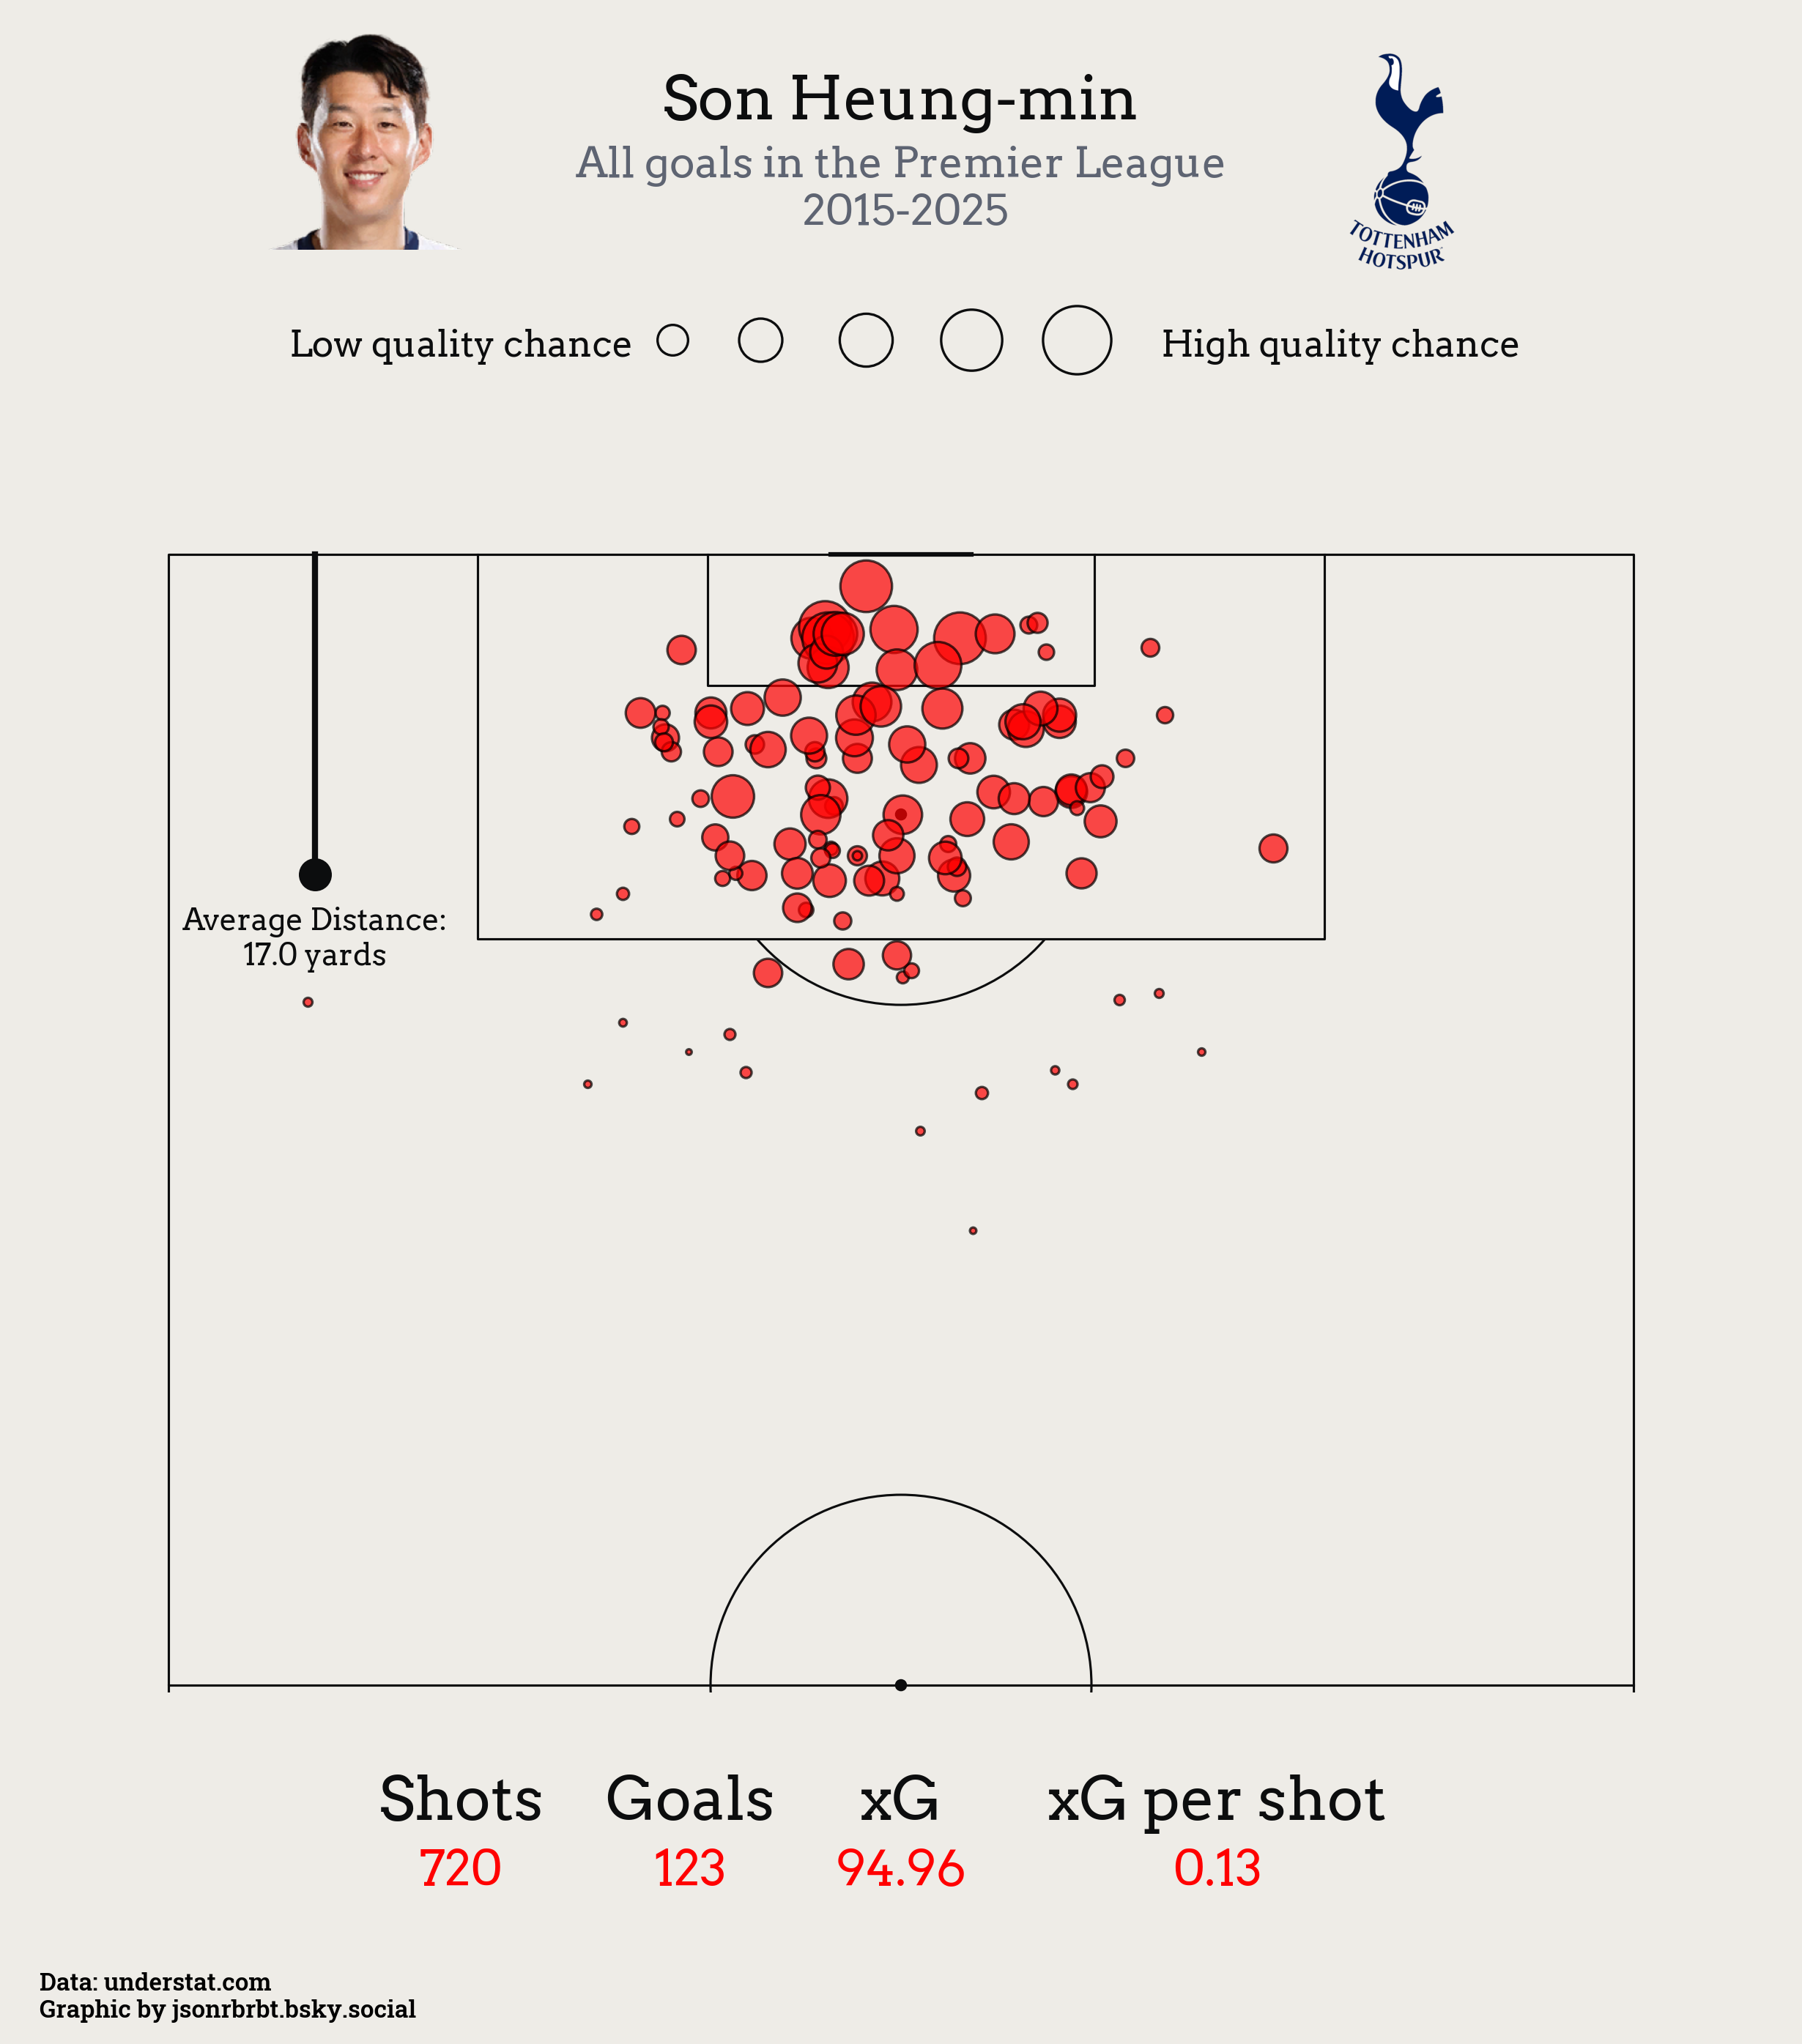 Son Heung-min
All goals in the Premier League
2015-2025
TOTTENHAM
HOTSPUR
Low quality chance
High quality chance
Average Distance:
17.0 yards
Shots Goals xG xG per shot
720 123 94.96 0.13
Data: understat.com
Graphic by jsonrbrbt.bsky.social